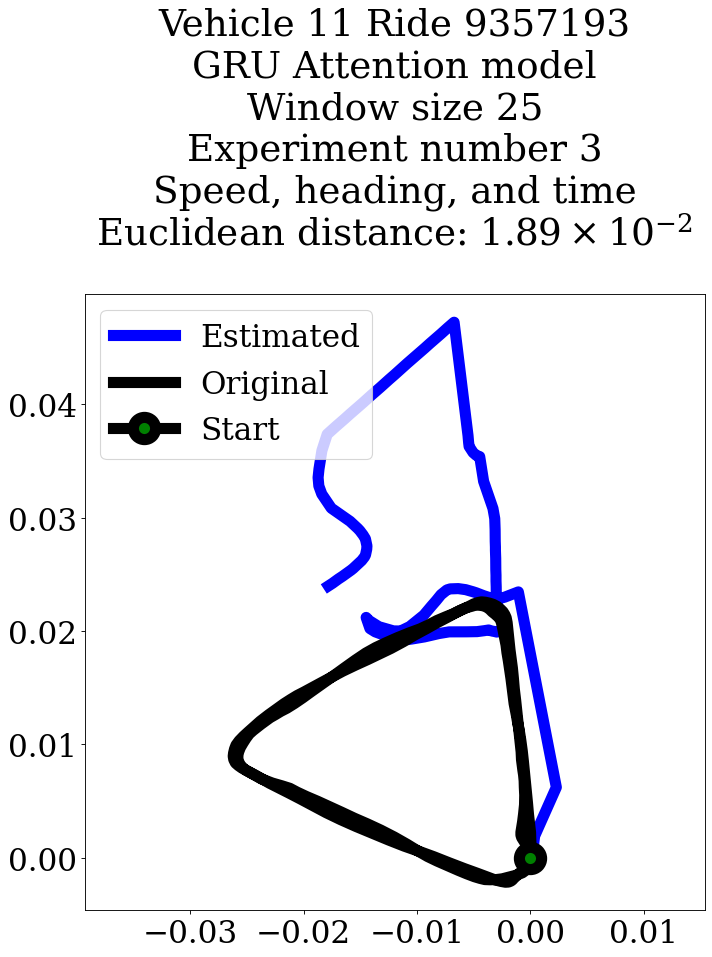 Vehicle 11 Ride 9357193
GRU Attention model
Window size 25
Experiment number 3
Speed, heading, and time
Euclidean distance: 1.89 × 10⁻²
Estimated
Original
Start
0.04
0.03
0.02
0.01
0.00
−0.03 −0.02 −0.01 0.00 0.01